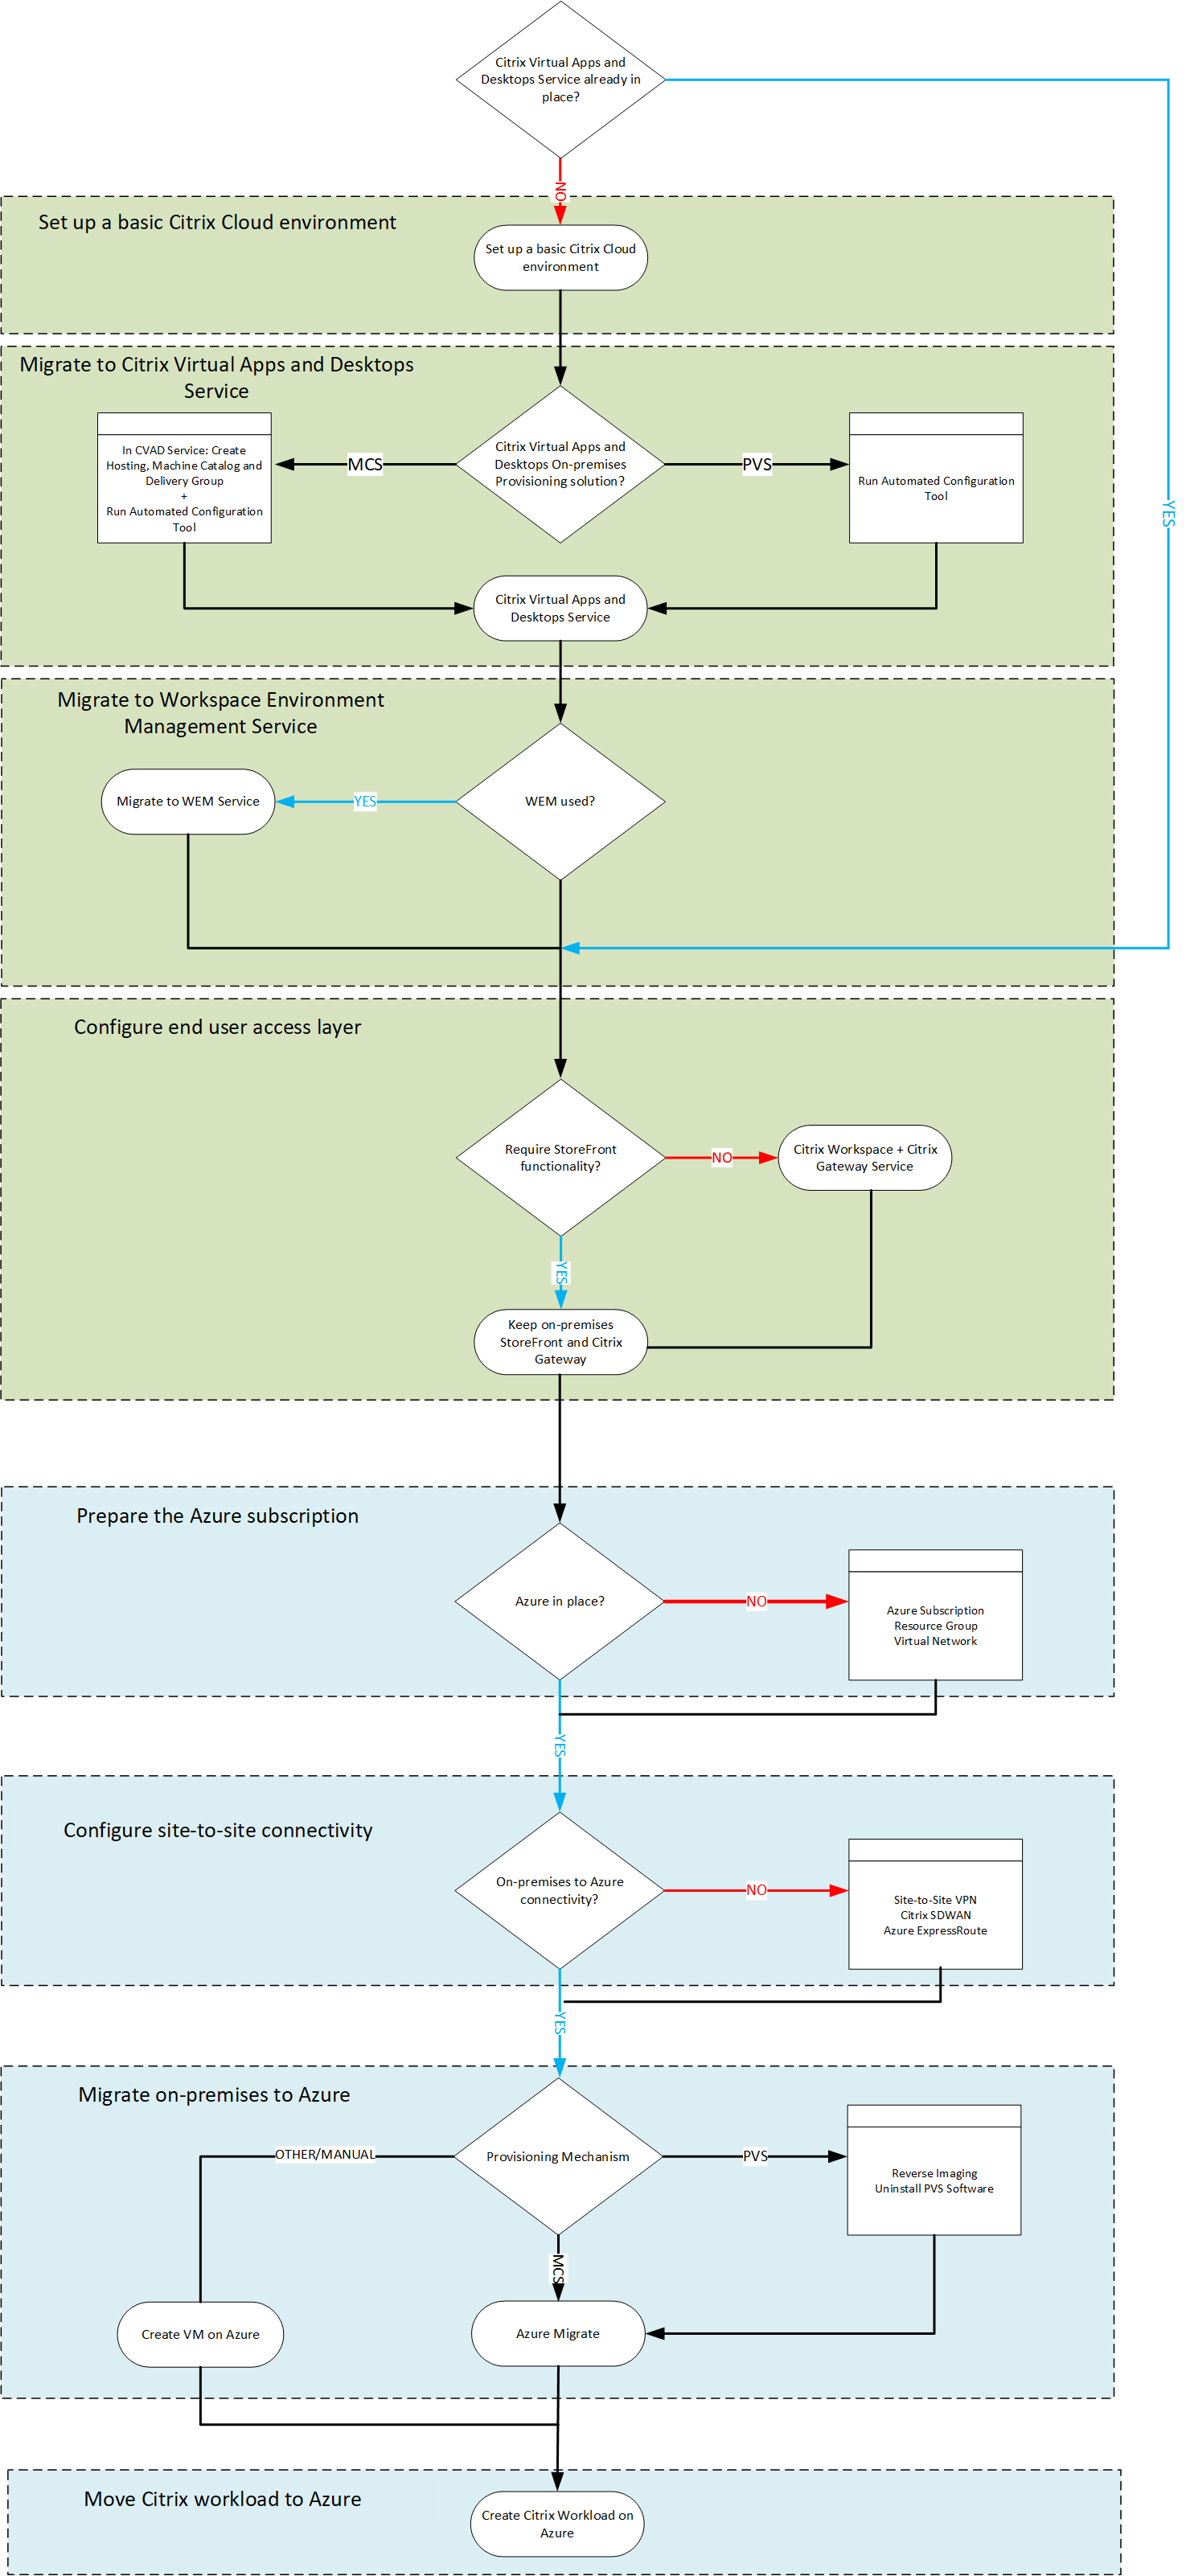 Citrix Virtual Apps and
Desktops Service already in
place?
NO
Set up a basic Citrix Cloud environment
Set up a basic Citrix Cloud
environment
Migrate to Citrix Virtual Apps and Desktops
Service
In CVAD Service: Create
Hosting, Machine Catalog and
Delivery Group
+
Run Automated Configuration
Tool
MCS
Citrix Virtual Apps and
Desktops On-premises
Provisioning solution?
PVS
Run Automated Configuration
Tool
YES
Citrix Virtual Apps and
Desktops Service
Migrate to Workspace Environment
Management Service
Migrate to WEM Service
YES
WEM used?
Configure end user access layer
Require StoreFront
functionality?
NO
Citrix Workspace + Citrix
Gateway Service
YES
Keep on-premises
StoreFront and Citrix
Gateway
Prepare the Azure subscription
Azure in place?
NO
Azure Subscription
Resource Group
Virtual Network
YES
Configure site-to-site connectivity
On-premises to Azure
connectivity?
NO
Site-to-Site VPN
Citrix SDWAN
Azure ExpressRoute
YES
Migrate on-premises to Azure
OTHER/MANUAL
Provisioning Mechanism
PVS
Reverse Imaging
Uninstall PVS Software
MCS
Create VM on Azure
Azure Migrate
Move Citrix workload to Azure
Create Citrix Workload on
Azure